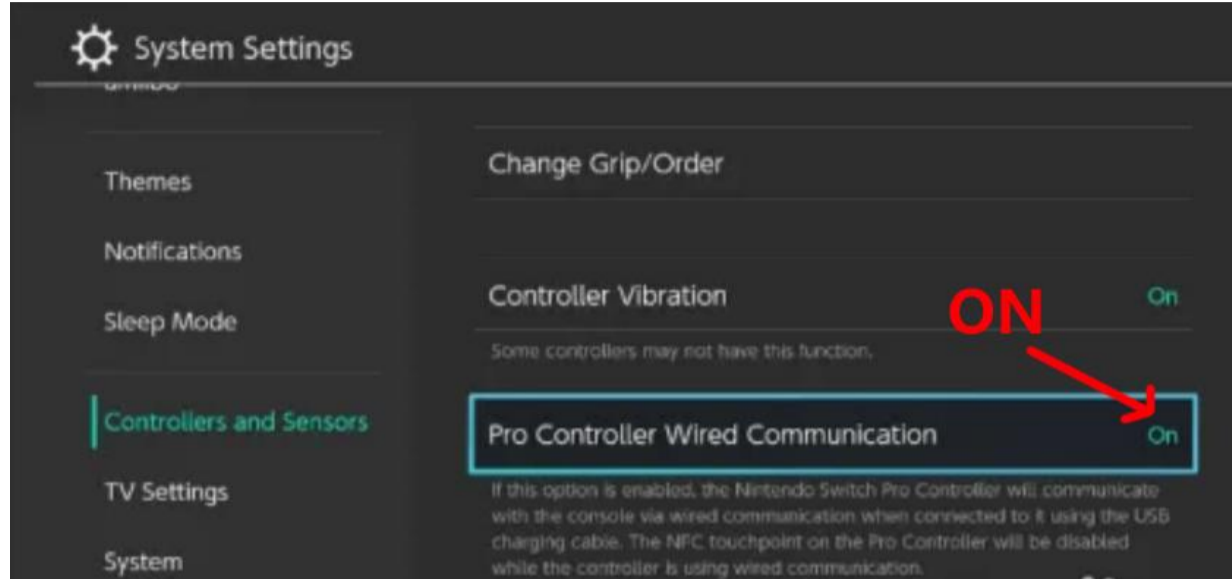 System Settings
amiibo
Themes
Notifications
Sleep Mode
Controllers and Sensors
TV Settings
System
Change Grip/Order
Controller Vibration On
Some controllers may not have this function.
ON
Pro Controller Wired Communication On
If this option is enabled, the Nintendo Switch Pro Controller will communicate
with the console via wired communication when connected to it using the USB
charging cable. The NFC touchpoint on the Pro Controller will be disabled
while the controller is using wired communication.